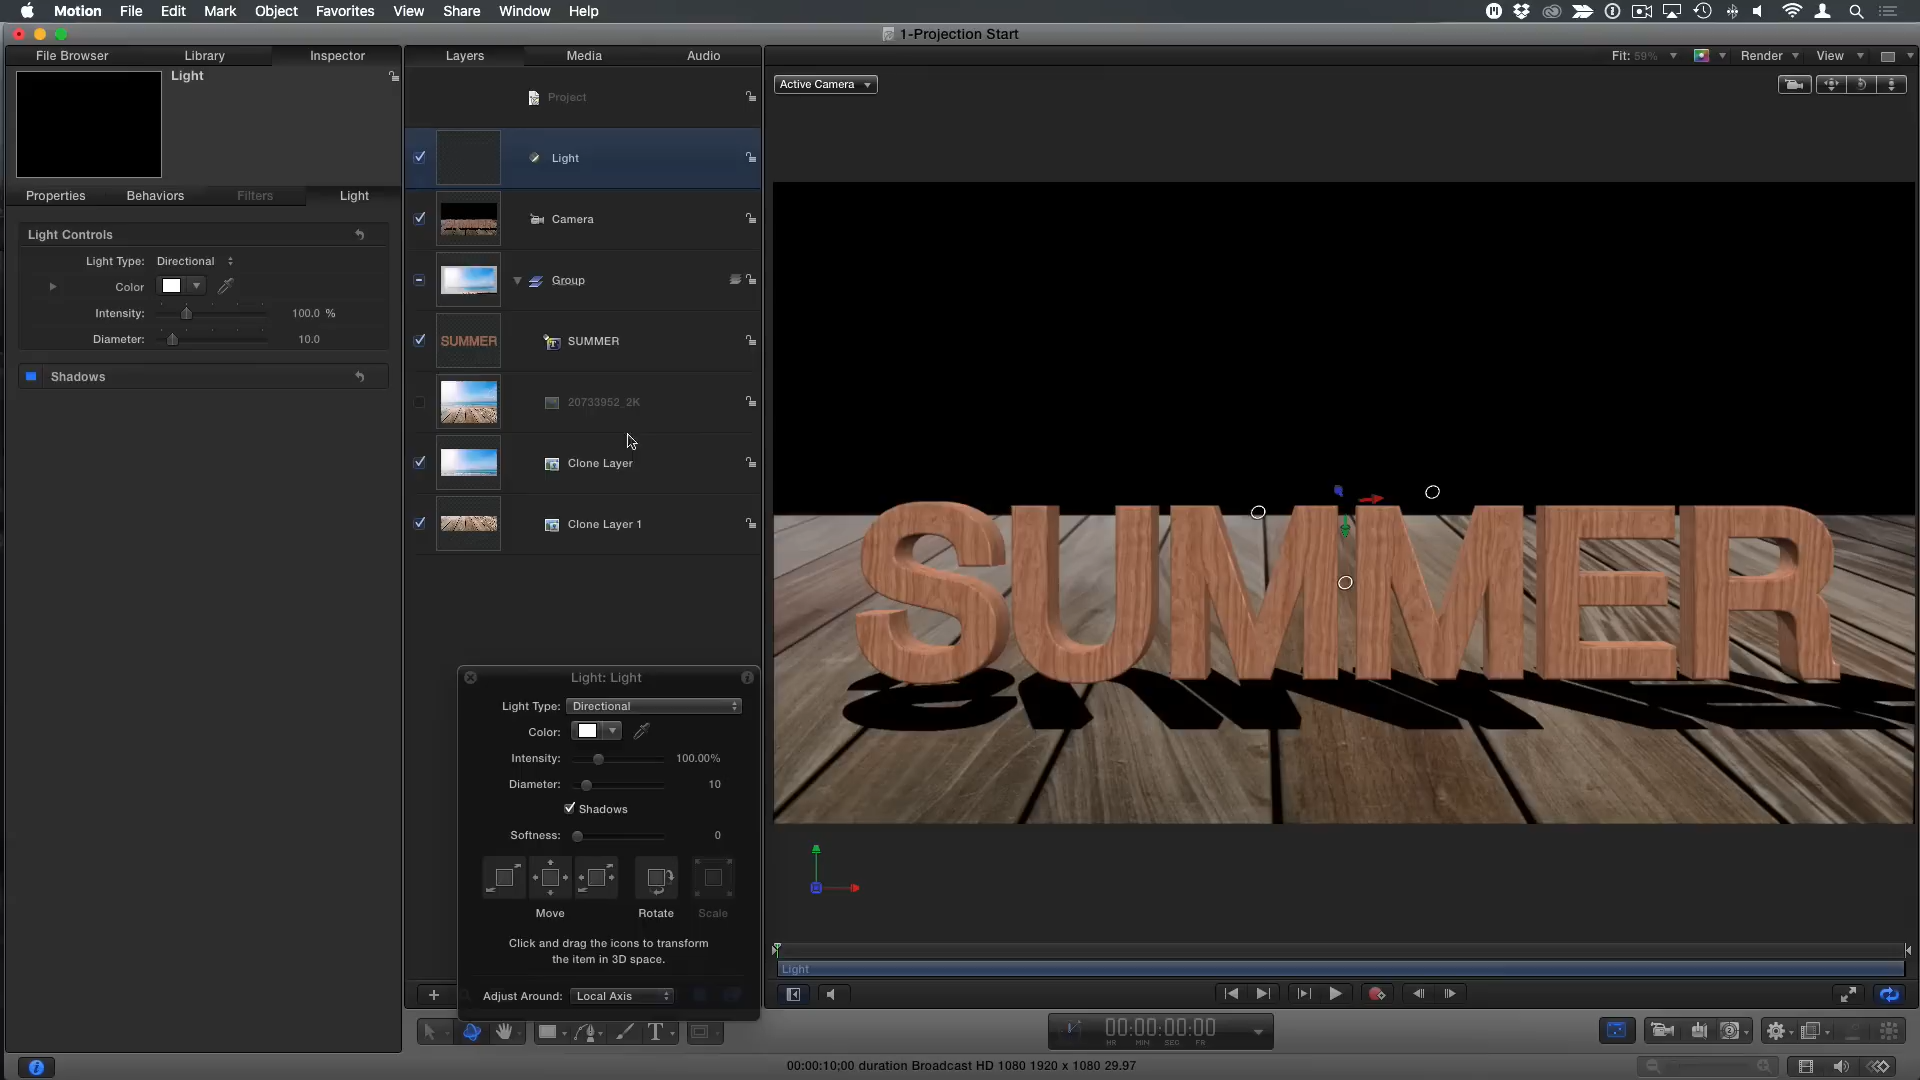 Motion File Edit Mark Object Favorites View Share Window Help
1-Projection Start
File Browser Library Inspector
Layers Media Audio
Fit: 59% Render View
Light
Active Camera
Project
Light
Properties Behaviors Filters Light
Camera
Light Controls
Light Type: Directional
Color
Intensity: 100.0 %
Diameter: 10.0
Shadows
Group
SUMMER SUMMER
20733952_2K
Clone Layer
Clone Layer 1
SUMMER
Light: Light
Light Type: Directional
Color:
Intensity: 100.00%
Diameter: 10
Shadows
Softness: 0
Move Rotate Scale
Click and drag the icons to transform
the item in 3D space.
Adjust Around: Local Axis
Light
00:00:00:00
HR MIN SEC FR
00:00:10;00 duration Broadcast HD 1080 1920 x 1080 29.97